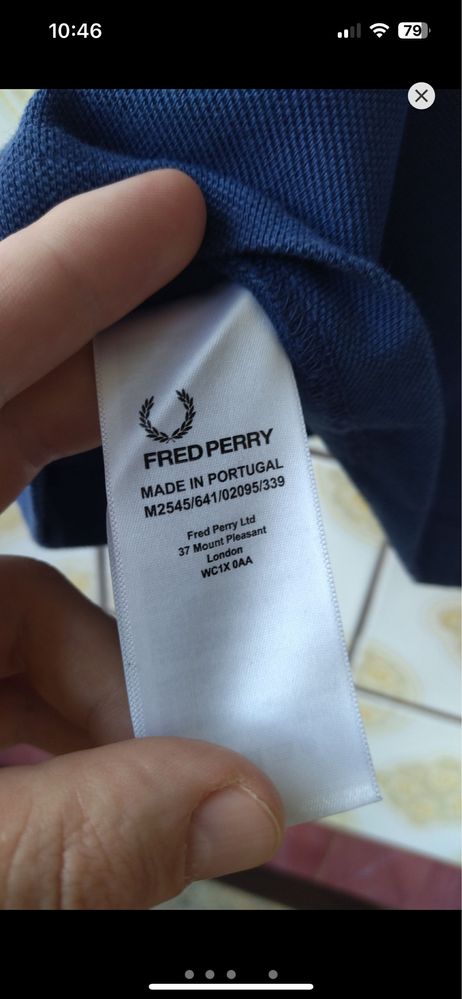 10:46
79
FRED PERRY
MADE IN PORTUGAL
M2545/641/02095/339
Fred Perry Ltd
37 Mount Pleasant
London
WC1X 0AA